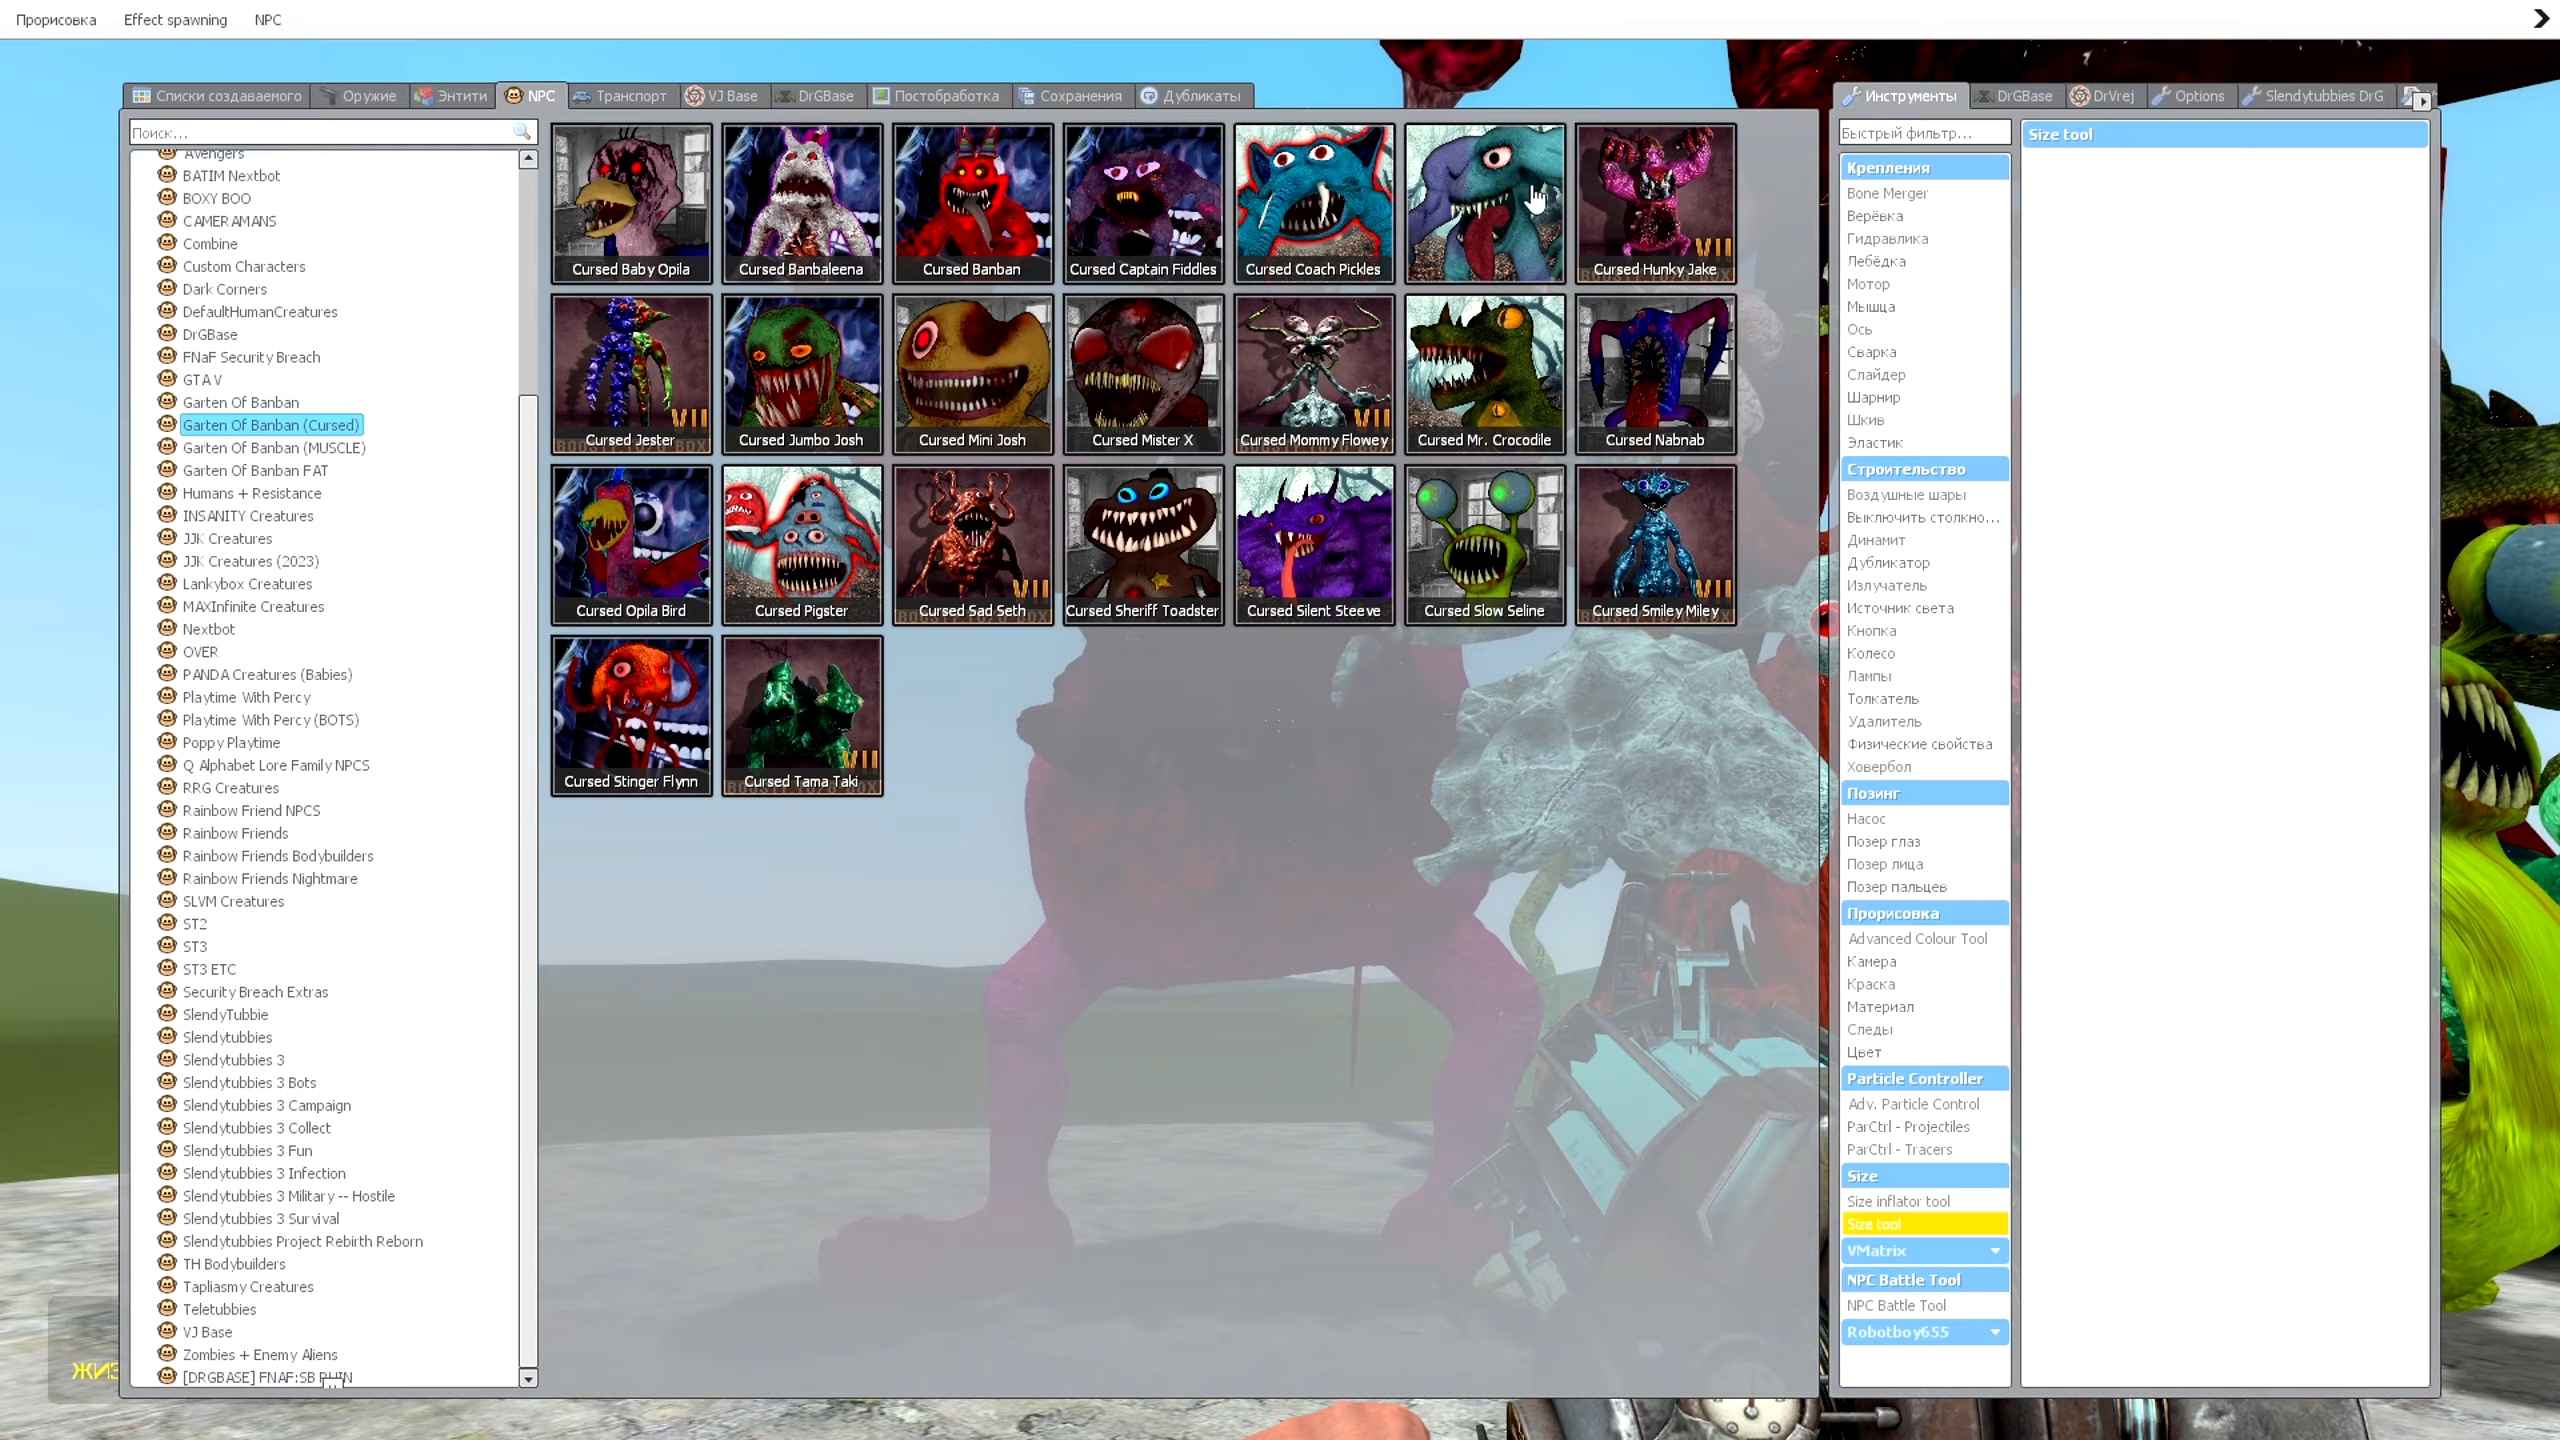 Прорисовка Effect spawning NPC
Списки создаваемого Оружие Энтити NPC Транспорт VJ Base DrGBase Постобработка Сохранения Дубликаты
Поиск...
Avengers
BATIM Nextbot
BOXY BOO
CAMERAMANS
Combine
Custom Characters
Dark Corners
DefaultHumanCreatures
DrGBase
FNaF Security Breach
GTA V
Garten Of Banban
Garten Of Banban (Cursed)
Garten Of Banban (MUSCLE)
Garten Of Banban FAT
Humans + Resistance
INSANITY Creatures
JJK Creatures
JJK Creatures (2023)
Lankybox Creatures
MAXInfinite Creatures
Nextbot
OVER
PANDA Creatures (Babies)
Playtime With Percy
Playtime With Percy (BOTS)
Poppy Playtime
Q Alphabet Lore Family NPCS
RRG Creatures
Rainbow Friend NPCS
Rainbow Friends
Rainbow Friends Bodybuilders
Rainbow Friends Nightmare
SLVM Creatures
ST2
ST3
ST3 ETC
Security Breach Extras
SlendyTubbie
Slendytubbies
Slendytubbies 3
Slendytubbies 3 Bots
Slendytubbies 3 Campaign
Slendytubbies 3 Collect
Slendytubbies 3 Fun
Slendytubbies 3 Infection
Slendytubbies 3 Military -- Hostile
Slendytubbies 3 Survival
Slendytubbies Project Rebirth Reborn
TH Bodybuilders
Tapliasmy Creatures
Teletubbies
VJ Base
Zombies + Enemy Aliens
[DRGBASE] FNAF:SB RUIN
Cursed Baby Opila Cursed Banbaleena Cursed Banban Cursed Captain Fiddles Cursed Coach Pickles VII Cursed Hunky Jake
VII Cursed Jester Cursed Jumbo Josh Cursed Mini Josh Cursed Mister X VII Cursed Mommy Flowey Cursed Mr. Crocodile Cursed Nabnab
Cursed Opila Bird Cursed Pigster VII Cursed Sad Seth Cursed Sheriff Toadster Cursed Silent Steeve Cursed Slow Seline VII Cursed Smiley Miley
Cursed Stinger Flynn VII Cursed Tama Taki
Инструменты DrGBase DrVrej Options Slendytubbies DrG
Быстрый фильтр...
Крепления
Bone Merger
Верёвка
Гидравлика
Лебёдка
Мотор
Мышца
Ось
Сварка
Слайдер
Шарнир
Шкив
Эластик
Строительство
Воздушные шары
Выключить столкно...
Динамит
Дубликатор
Излучатель
Источник света
Кнопка
Колесо
Лампы
Толкатель
Удалитель
Физические свойства
Ховербол
Позинг
Насос
Позер глаз
Позер лица
Позер пальцев
Прорисовка
Advanced Colour Tool
Камера
Краска
Материал
Следы
Цвет
Particle Controller
Adv. Particle Control
ParCtrl - Projectiles
ParCtrl - Tracers
Size
Size inflator tool
Size tool
VMatrix
NPC Battle Tool
NPC Battle Tool
Robotboy655
Size tool